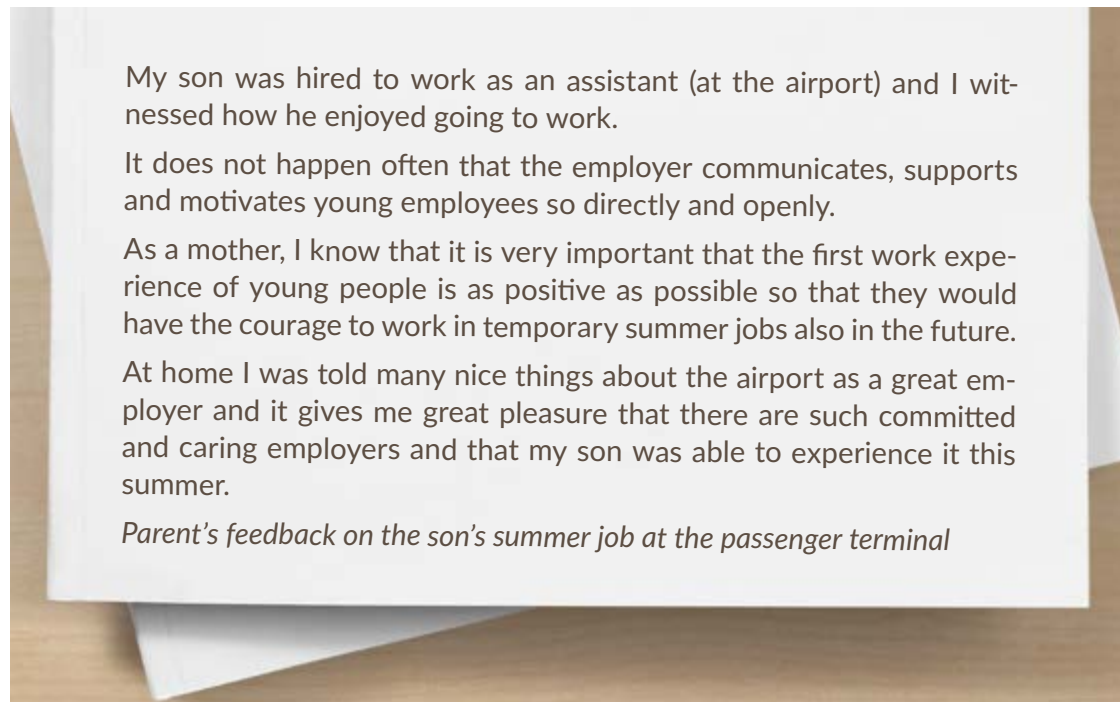 My son was hired to work as an assistant (at the airport) and I wit-
nessed how he enjoyed going to work.
It does not happen often that the employer communicates, supports
and motivates young employees so directly and openly.
As a mother, I know that it is very important that the first work expe-
rience of young people is as positive as possible so that they would
have the courage to work in temporary summer jobs also in the future.
At home I was told many nice things about the airport as a great em-
ployer and it gives me great pleasure that there are such committed
and caring employers and that my son was able to experience it this
summer.
Parent’s feedback on the son’s summer job at the passenger terminal